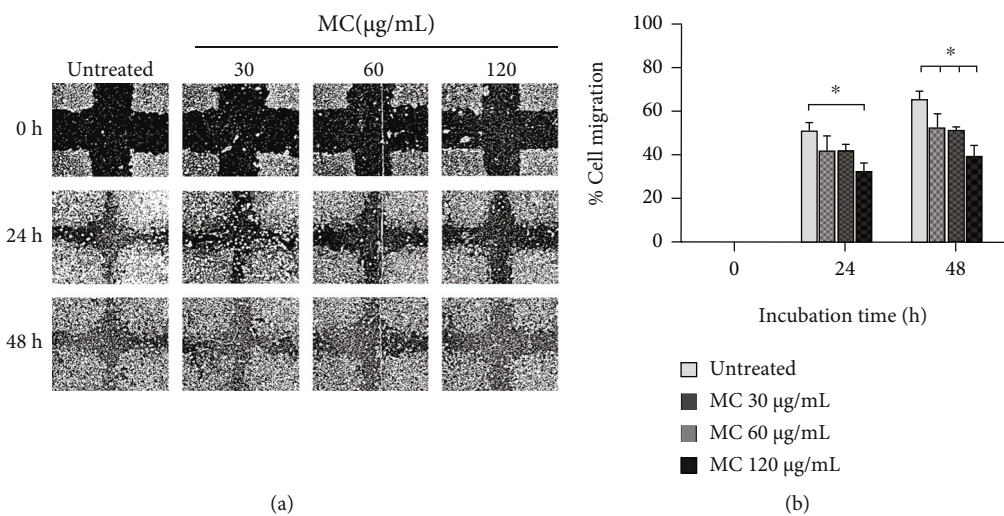 MC(μg/mL)
Untreated 30 60 120
0 h
24 h
48 h
(a)
b
100
80
60
40
20
0
% Cell migration
*
*
0 24 48
Incubation time (h)
Untreated
MC 30 μg/mL
MC 60 μg/mL
MC 120 μg/mL
(b)